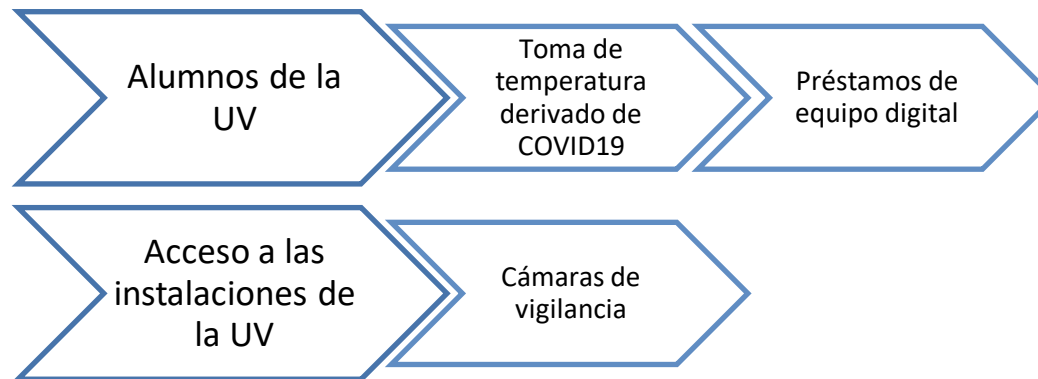 Alumnos de la
UV
Toma de
temperatura
derivado de
COVID19
Préstamos de
equipo digital
Acceso a las
instalaciones de
la UV
Cámaras de
vigilancia